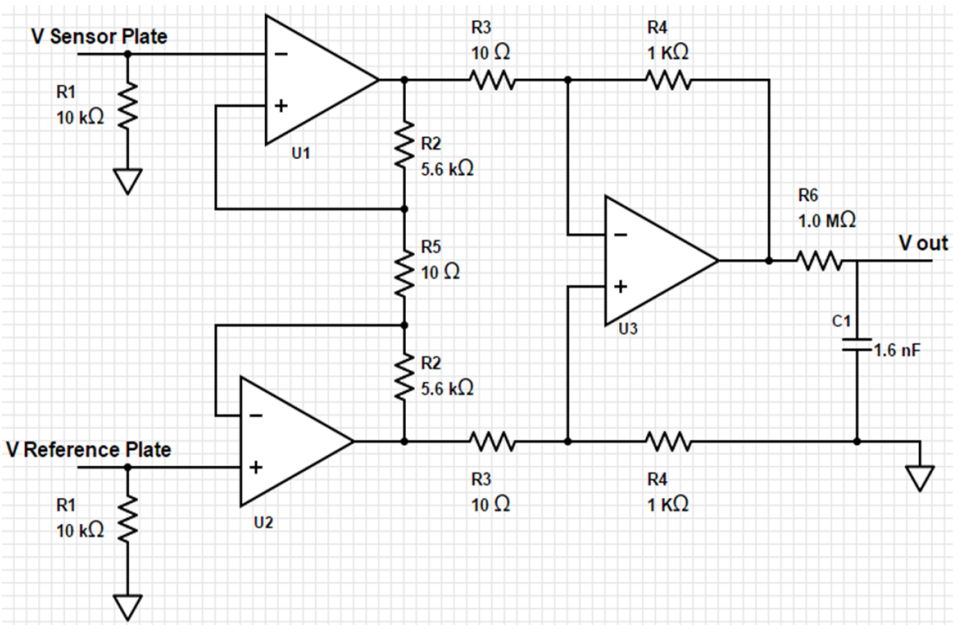 V Sensor Plate
R1
10 kΩ
−
+
U1
R3
10 Ω
R4
1 KΩ
R2
5.6 kΩ
R5
10 Ω
R2
5.6 kΩ
−
+
U3
R6
1.0 MΩ
V out
C1
1.6 nF
V Reference Plate
R1
10 kΩ
−
+
U2
R3
10 Ω
R4
1 KΩ